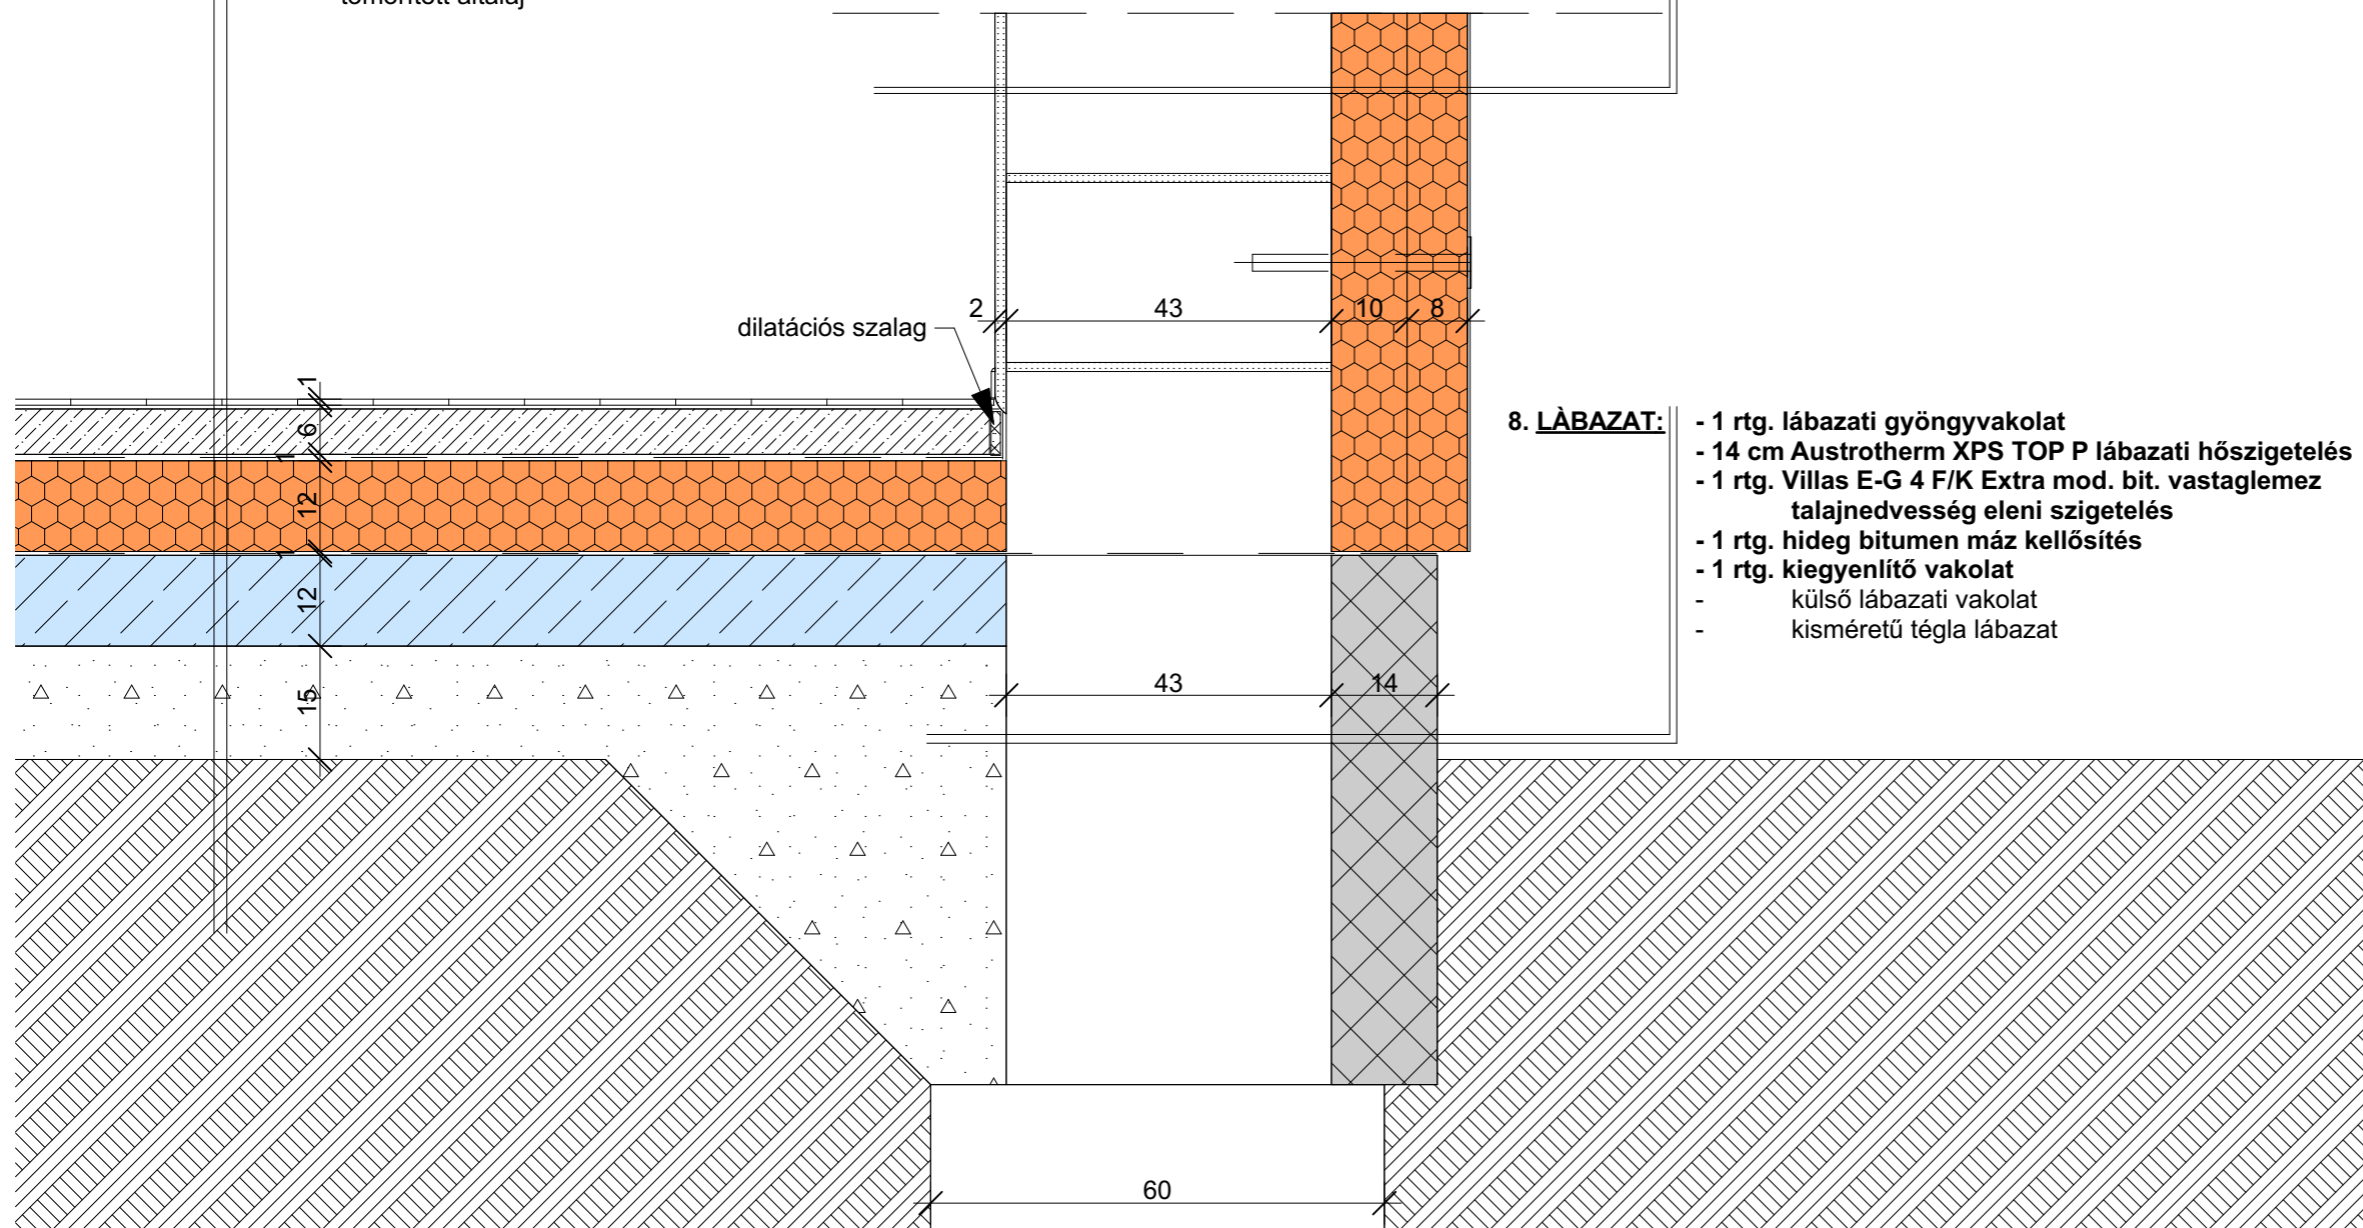 tömörített altalaj
2
43
10
8
dilatációs szalag
1
6
1
12
1
12
15
8. LÀBAZAT:
- 1 rtg. lábazati gyöngyvakolat
- 14 cm Austrotherm XPS TOP P lábazati hőszigetelés
- 1 rtg. Villas E-G 4 F/K Extra mod. bit. vastaglemez
talajnedvesség eleni szigetelés
- 1 rtg. hideg bitumen máz kellősítés
- 1 rtg. kiegyenlítő vakolat
- külső lábazati vakolat
- kisméretű tégla lábazat
43
14
60